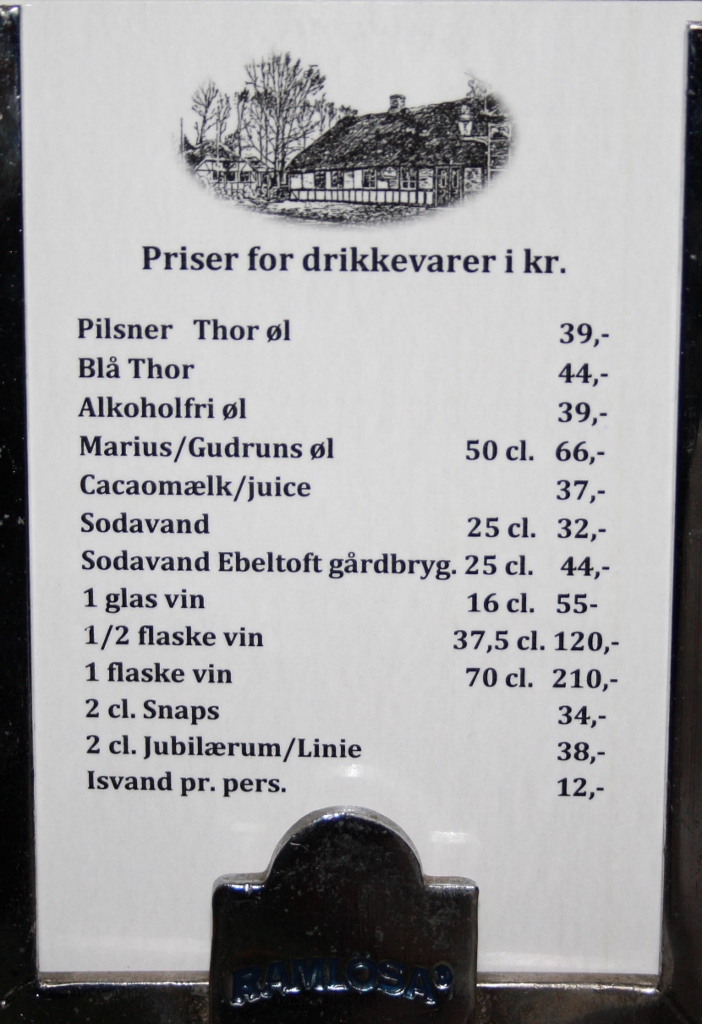 Priser for drikkevarer i kr.
Pilsner Thor øl 39,-
Blå Thor 44,-
Alkoholfri øl 39,-
Marius/Gudruns øl 50 cl. 66,-
Cacaomælk/juice 37,-
Sodavand 25 cl. 32,-
Sodavand Ebeltoft gårdbryg. 25 cl. 44,-
1 glas vin 16 cl. 55-
1/2 flaske vin 37,5 cl. 120,-
1 flaske vin 70 cl. 210,-
2 cl. Snaps 34,-
2 cl. Jubilærum/Linie 38,-
Isvand pr. pers. 12,-
RAMLÖSA®